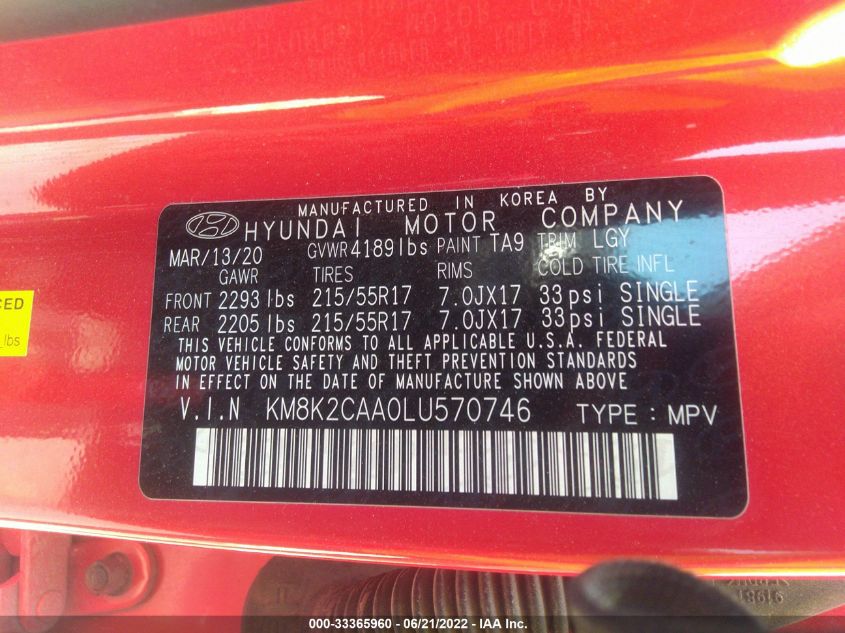 MANUFACTURED IN KOREA BY
HYUNDAI MOTOR COMPANY
MAR/13/20 GVWR 4189lbs PAINT TA9 TRIM LGY
GAWR TIRES RIMS COLD TIRE INFL
FRONT 2293 lbs 215/55R17 7.0JX17 33psi SINGLE
REAR 2205 lbs 215/55R17 7.0JX17 33psi SINGLE
THIS VEHICLE CONFORMS TO ALL APPLICABLE U.S.A. FEDERAL
MOTOR VEHICLE SAFETY AND THEFT PREVENTION STANDARDS
IN EFFECT ON THE DATE OF MANUFACTURE SHOWN ABOVE
V.I.N KM8K2CAA0LU570746 TYPE : MPV
lbs
000-33365960 - 06/21/2022 - IAA Inc.